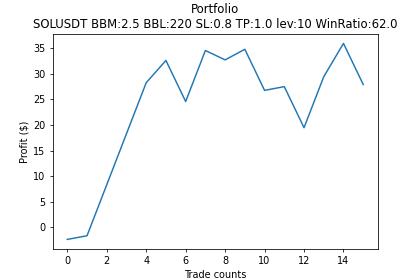 Portfolio
SOLUSDT BBM:2.5 BBL:220 SL:0.8 TP:1.0 lev:10 WinRatio:62.0
35
30
25
20
15
10
5
0
Profit ($)
0 2 4 6 8 10 12 14
Trade counts